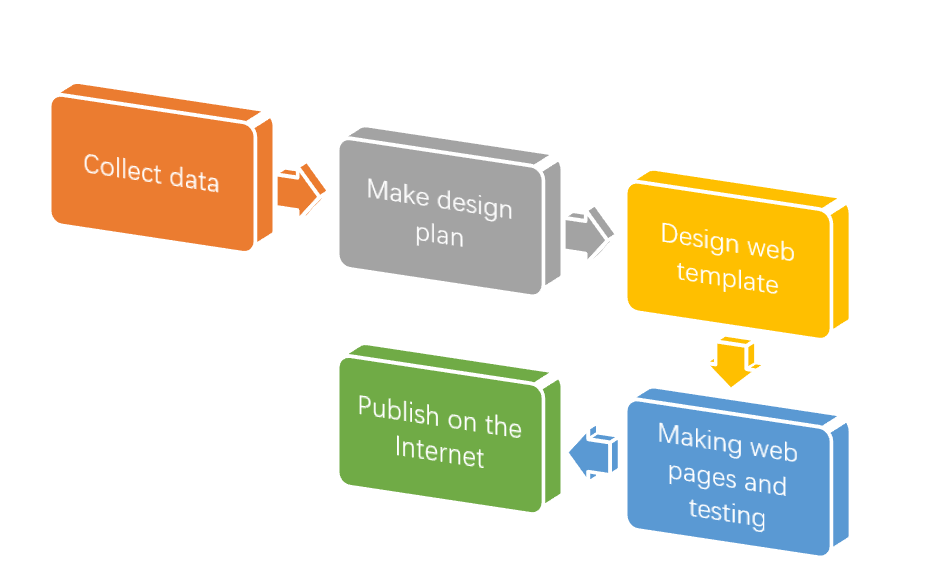 Collect data
Make design
plan
Design web
template
Making web
pages and
testing
Publish on the
Internet